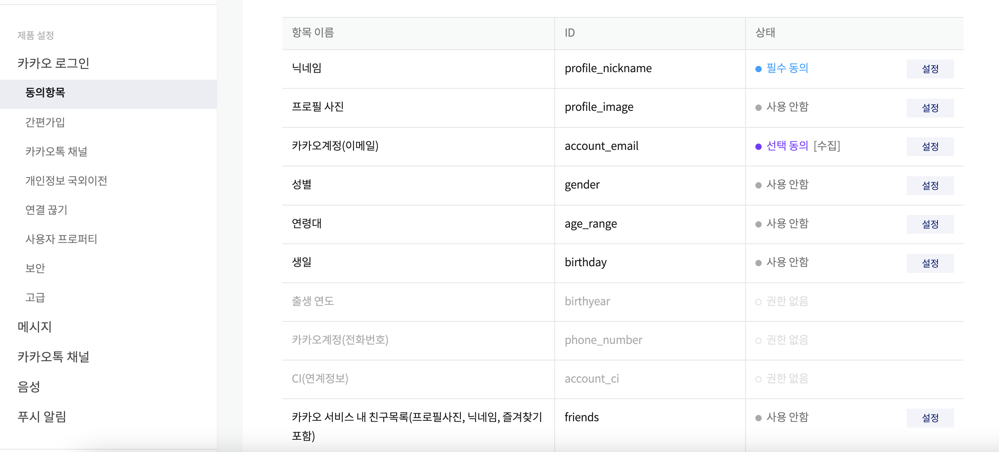 제품 설정
카카오 로그인
동의항목
간편가입
카카오톡 채널
개인정보 국외이전
연결 끊기
사용자 프로퍼티
보안
고급
메시지
카카오톡 채널
음성
푸시 알림
항목 이름 ID 상태
닉네임 profile_nickname 필수 동의 설정
프로필 사진 profile_image 사용 안함 설정
카카오계정(이메일) account_email 선택 동의 [수집] 설정
성별 gender 사용 안함 설정
연령대 age_range 사용 안함 설정
생일 birthday 사용 안함 설정
출생 연도 birthyear 권한 없음
카카오계정(전화번호) phone_number 권한 없음
CI(연계정보) account_ci 권한 없음
카카오 서비스 내 친구목록(프로필사진, 닉네임, 즐겨찾기 friends 사용 안함 설정
포함)